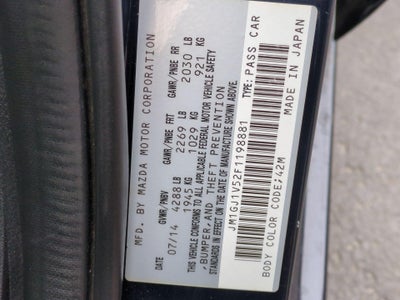 MFD. BY MAZDA MOTOR CORPORATION
DATE GVWR/PNBV GAWR/PNBE FRT GAWR/PNBE RR
07/14 4288 LB 2269 LB 2030 LB
1945 KG 1029 KG 921 KG
THIS VEHICLE CONFORMS TO ALL APPLICABLE FEDERAL MOTOR VEHICLE SAFETY
,BUMPER,AND THEFT PREVENTION
STANDARDS IN EFFECT ON THE DATE OF MANUFACTURE SHOWN ABOVE.
JM1GJ1V52F1198881 TYPE: PASS CAR
BODY COLOR CODE:42M MADE IN JAPAN